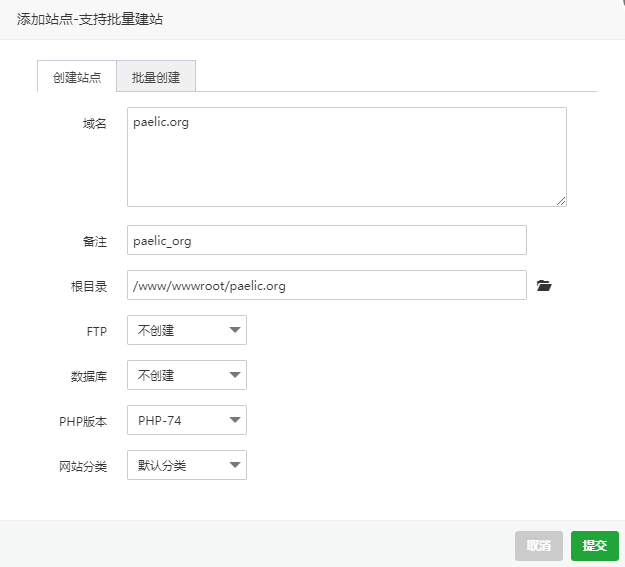 添加站点-支持批量建站
创建站点
批量创建
域名
paelic.org
备注
paelic_org
根目录
/www/wwwroot/paelic.org
FTP
不创建
数据库
不创建
PHP版本
PHP-74
网站分类
默认分类
取消
提交